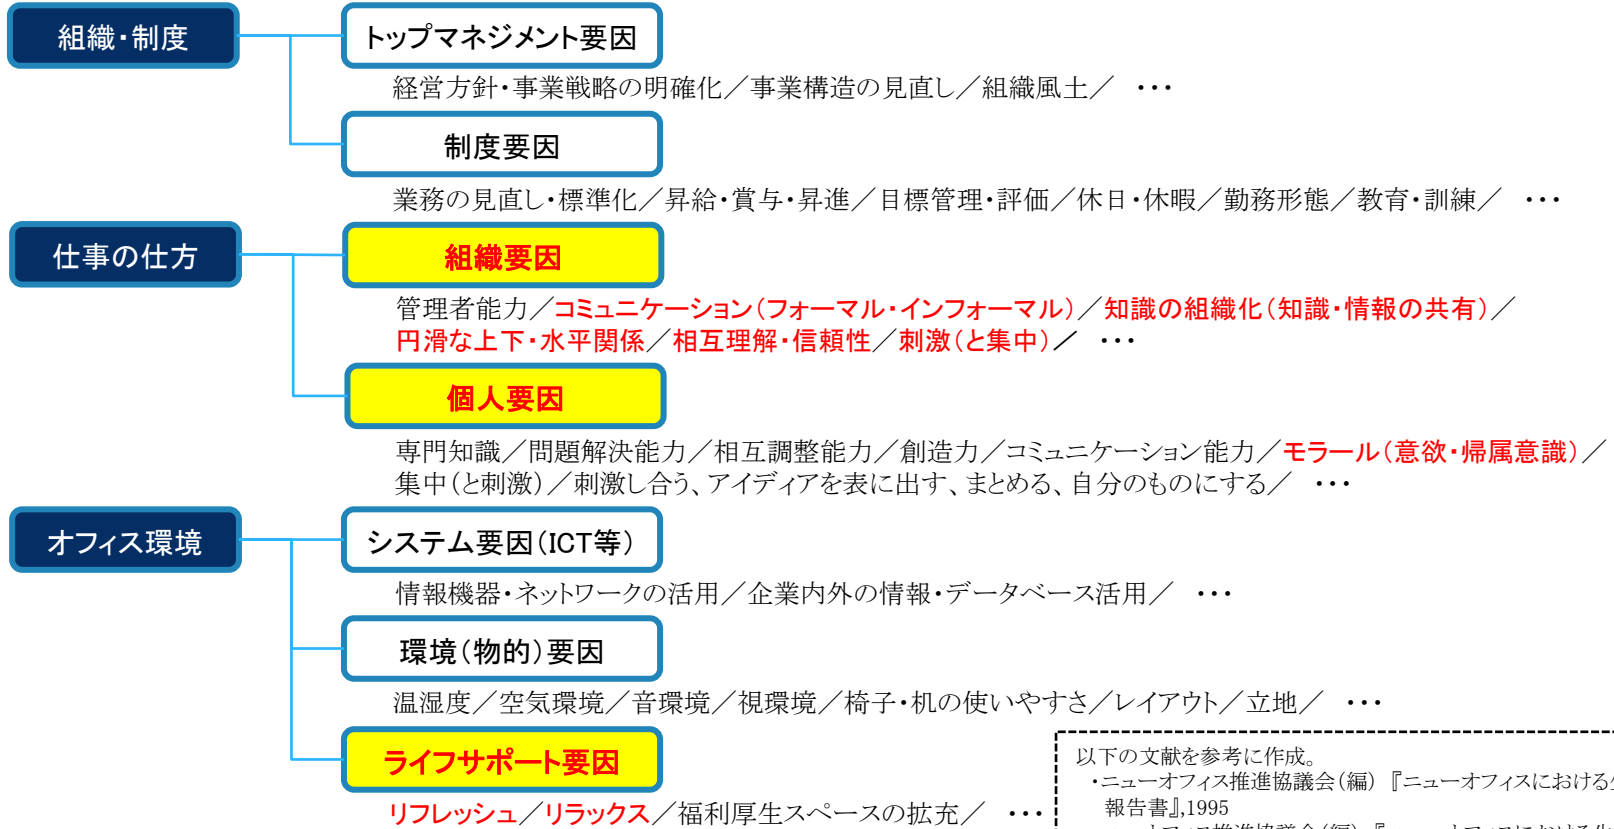 組織・制度
トップマネジメント要因
経営方針・事業戦略の明確化／事業構造の見直し／組織風土／ ・・・
制度要因
業務の見直し・標準化／昇給・賞与・昇進／目標管理・評価／休日・休暇／勤務形態／教育・訓練／ ・・・
仕事の仕方
組織要因
管理者能力／コミュニケーション（フォーマル・インフォーマル）／知識の組織化（知識・情報の共有）／
円滑な上下・水平関係／相互理解・信頼性／刺激（と集中）／ ・・・
個人要因
専門知識／問題解決能力／相互調整能力／創造力／コミュニケーション能力／モラール（意欲・帰属意識）／
集中（と刺激）／刺激し合う、アイディアを表に出す、まとめる、自分のものにする／ ・・・
オフィス環境
システム要因（ICT等）
情報機器・ネットワークの活用／企業内外の情報・データベース活用／ ・・・
環境（物的）要因
温湿度／空気環境／音環境／視環境／椅子・机の使いやすさ／レイアウト／立地／ ・・・
ライフサポート要因
リフレッシュ／リラックス／福利厚生スペースの拡充／ ・・・
以下の文献を参考に作成。
・ニューオフィス推進協議会（編）『ニューオフィスにおける
報告書』,1995
オフィス推進協議会（編）『